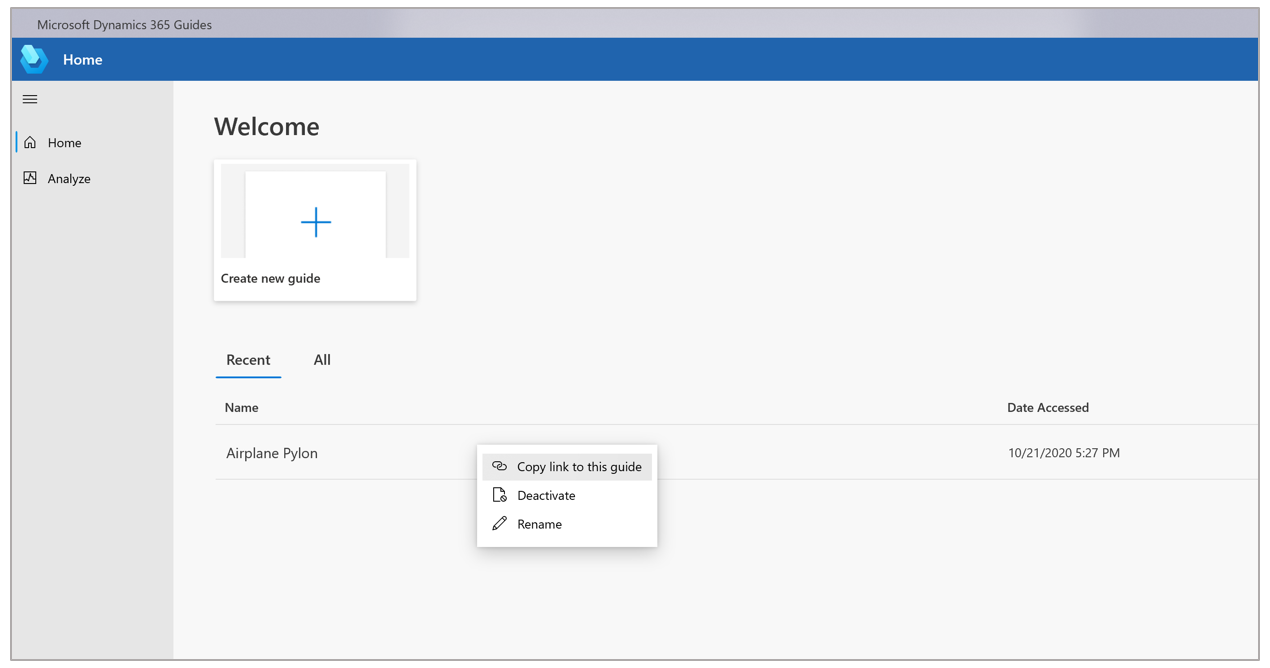 Microsoft Dynamics 365 Guides
Home
Home
Analyze
Welcome
Create new guide
Recent All
Name Date Accessed
Airplane Pylon 10/21/2020 5:27 PM
Copy link to this guide
Deactivate
Rename